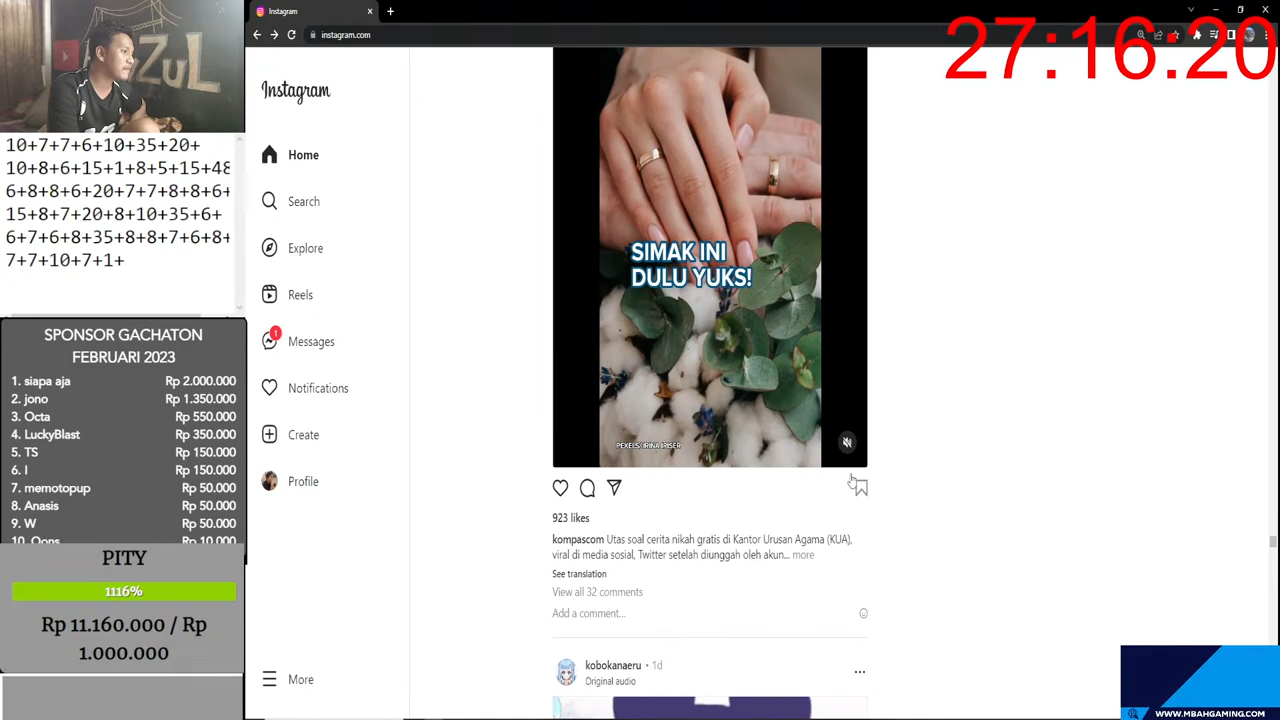 Instagram
27:16:20
instagram.com
ZUL
10+7+7+6+10+35+20+
10+8+6+15+1+8+5+15+48
6+8+8+6+20+7+7+8+8+6+
15+8+7+20+8+10+35+6+
6+7+6+8+35+8+8+7+6+8+
7+7+10+7+1+
SPONSOR GACHATON
FEBRUARI 2023
1. siapa aja Rp 2.000.000
2. jono Rp 1.350.000
3. Octa Rp 550.000
4. LuckyBlast Rp 350.000
5. TS Rp 150.000
6. I Rp 150.000
7. memotopup Rp 50.000
8. Anasis Rp 50.000
9. W Rp 50.000
10. Oops Rp 10.000
PITY
1116%
Rp 11.160.000 / Rp
1.000.000
Instagram
Home
Search
Explore
Reels
1
Messages
Notifications
Create
Profile
More
SIMAK INI
DULU YUKS!
PEXELS/ IRINA IRISER
923 likes
kompascom Utas soal cerita nikah grafis di Kantor Urusan Agama (KUA),
viral di media sosial, Twitter setelah diunggah oleh akun... more
See translation
View all 32 comments
Add a comment...
kobokanaeru • 1d
Original audio
WWW.MBAHGAMING.COM